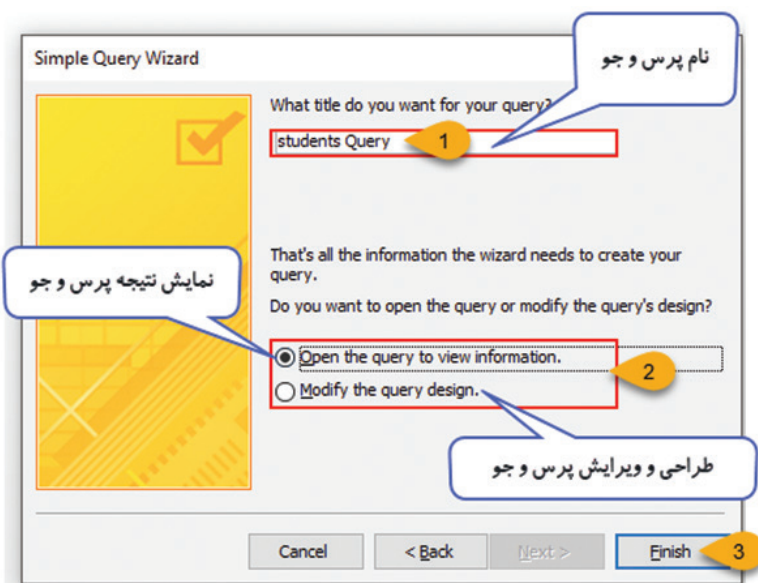 Simple Query Wizard
نام پرس و جو
What title do you want for your query?
students Query
1
That's all the information the wizard needs to create your
query.
نمایش نتیجه پرس و جو
Do you want to open the query or modify the query's design?
Open the query to view information.
2
Modify the query design.
طراحی و ویرایش پرس و جو
Cancel
< Back
Next >
Finish
3